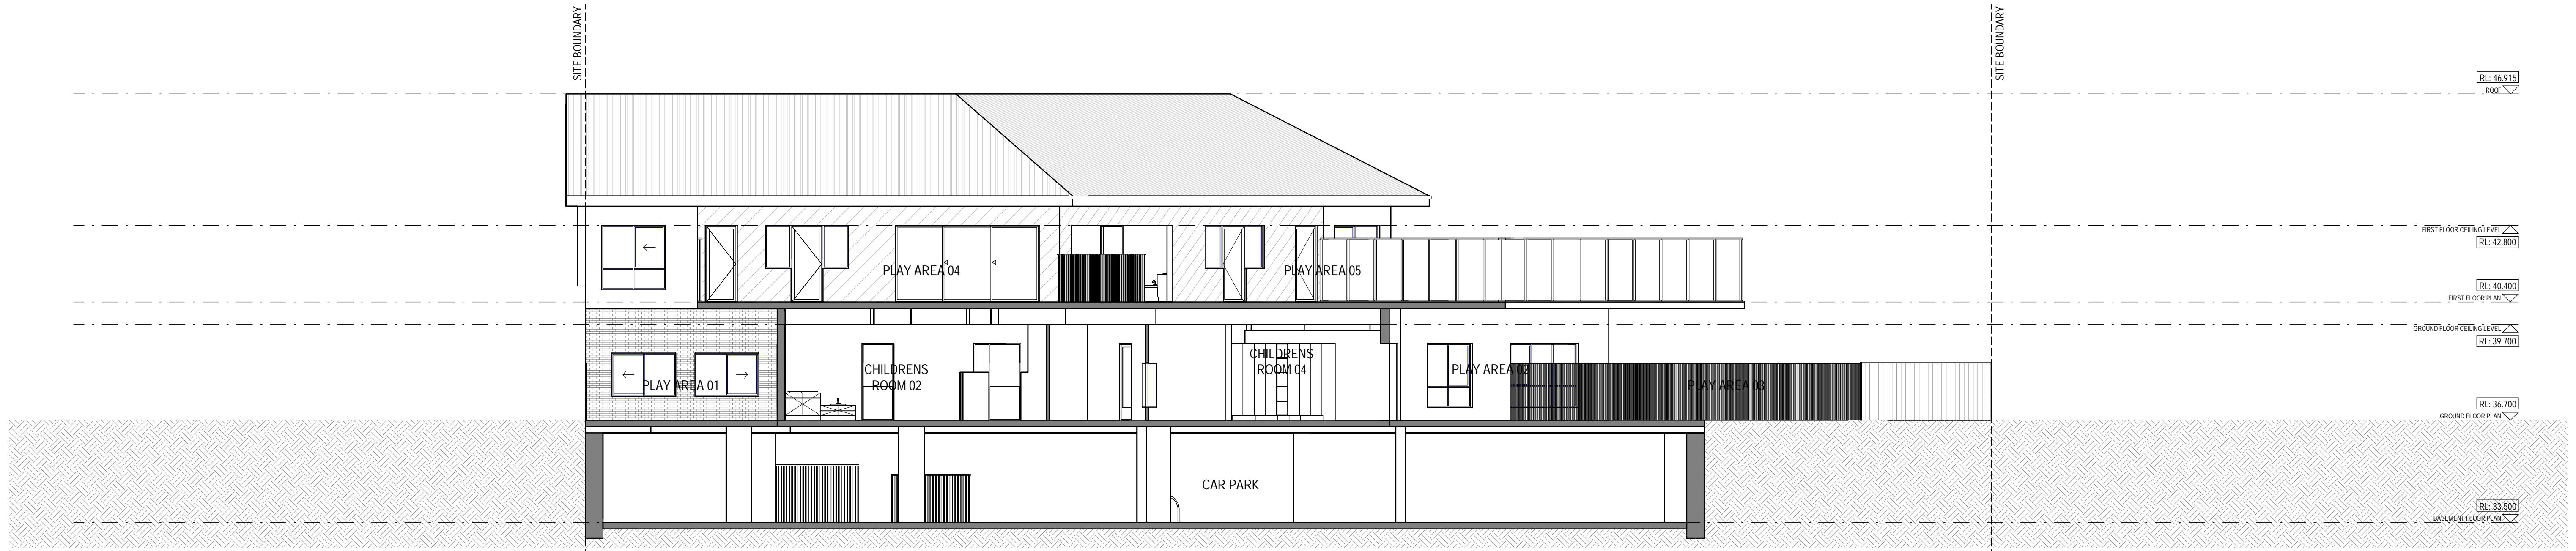 SITE BOUNDARY
SITE BOUNDARY
RL: 46.915
ROOF
FIRST FLOOR CEILING LEVEL
RL: 42.800
PLAY AREA 04
PLAY AREA 05
RL: 40.400
FIRST FLOOR PLAN
GROUND FLOOR CEILING LEVEL
RL: 39.700
CHILDRENS
ROOM 04
CHILDRENS
ROOM 02
PLAY AREA 02
PLAY AREA 01
PLAY AREA 03
RL: 36.700
GROUND FLOOR PLAN
CAR PARK
RL: 33.500
BASEMENT FLOOR PLAN